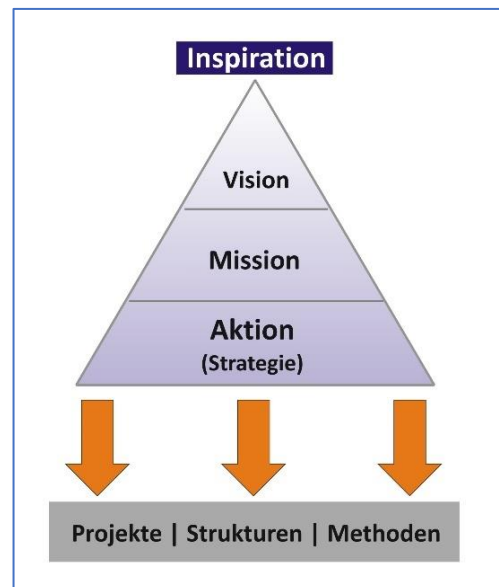 Inspiration
Vision
Mission
Aktion
(Strategie)
Projekte | Strukturen | Methoden